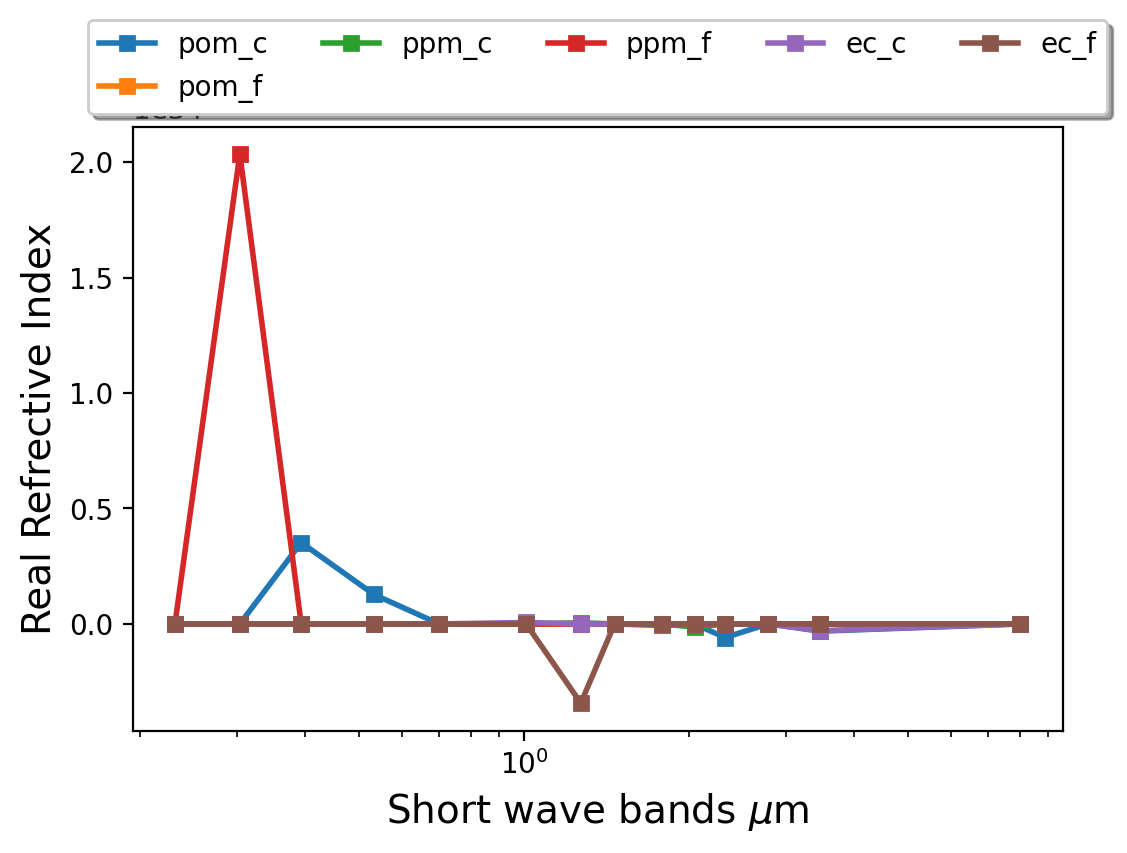 pom_c ppm_c ppm_f ec_c ec_f
pom_f
2.0
1.5
1.0
0.5
0.0
Real Refrective Index
10⁰
Short wave bands μm